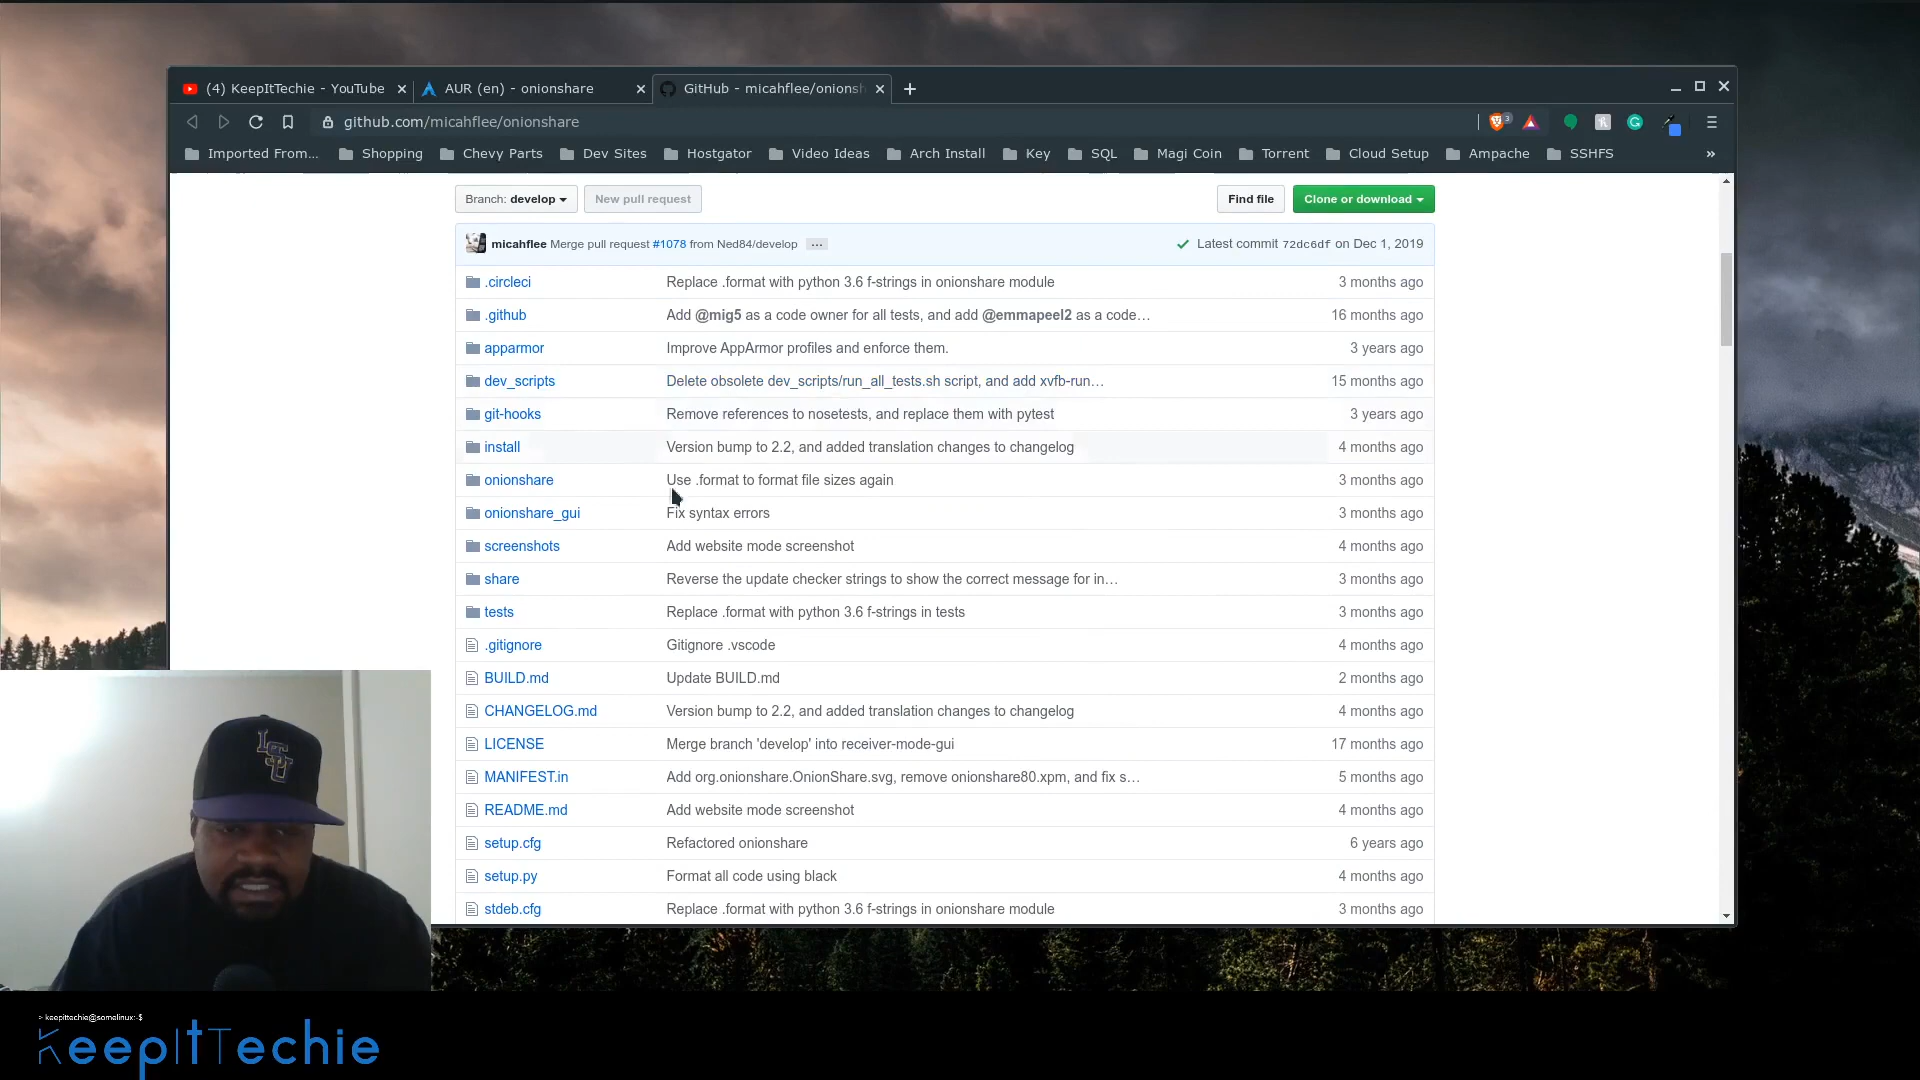 (4) KeepItTechie - YouTube
AUR (en) - onionshare
GitHub - micahflee/onionsh
github.com/micahflee/onionshare
3
Imported From...
Shopping
Chevy Parts
Dev Sites
Hostgator
Video Ideas
Arch Install
Key
SQL
Magi Coin
Torrent
Cloud Setup
Ampache
SSHFS
»
Branch: develop
New pull request
Find file
Clone or download
micahflee Merge pull request #1078 from Ned84/develop ...
Latest commit 72dc6df on Dec 1, 2019
.circleci Replace .format with python 3.6 f-strings in onionshare module 3 months ago
.github Add @mig5 as a code owner for all tests, and add @emmapeel2 as a code… 16 months ago
apparmor Improve AppArmor profiles and enforce them. 3 years ago
dev_scripts Delete obsolete dev_scripts/run_all_tests.sh script, and add xvfb-run… 15 months ago
git-hooks Remove references to nosetests, and replace them with pytest 3 years ago
install Version bump to 2.2, and added translation changes to changelog 4 months ago
onionshare Use .format to format file sizes again 3 months ago
onionshare_gui Fix syntax errors 3 months ago
screenshots Add website mode screenshot 4 months ago
share Reverse the update checker strings to show the correct message for in… 3 months ago
tests Replace .format with python 3.6 f-strings in tests 3 months ago
.gitignore Gitignore .vscode 4 months ago
BUILD.md Update BUILD.md 2 months ago
CHANGELOG.md Version bump to 2.2, and added translation changes to changelog 4 months ago
LICENSE Merge branch 'develop' into receiver-mode-gui 17 months ago
MANIFEST.in Add org.onionshare.OnionShare.svg, remove onionshare80.xpm, and fix s… 5 months ago
README.md Add website mode screenshot 4 months ago
setup.cfg Refactored onionshare 6 years ago
setup.py Format all code using black 4 months ago
stdeb.cfg Replace .format with python 3.6 f-strings in onionshare module 3 months ago
LSU
> keepittechie@somelinux:-$
KeepItTechie